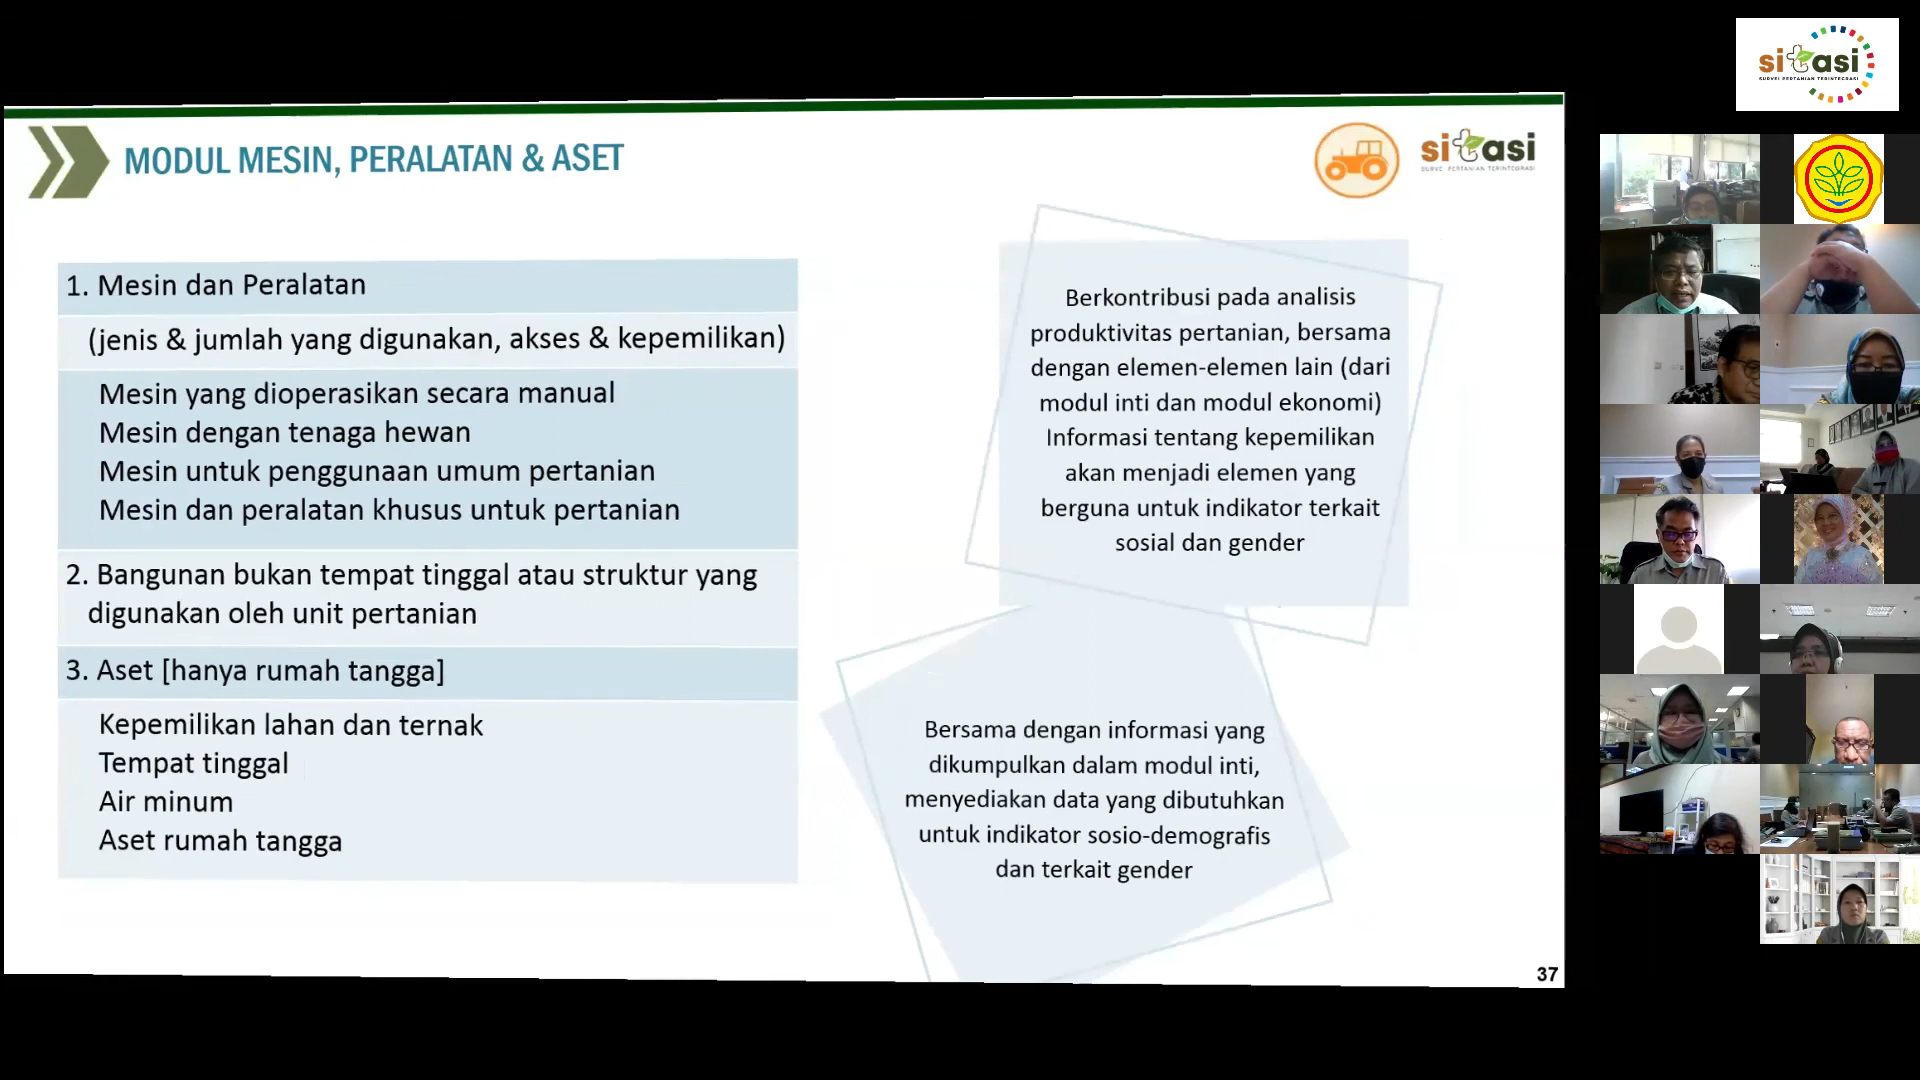 sitasi
SURVEI PERTANIAN TERINTEGRASI
MODUL MESIN, PERALATAN & ASET
sitasi
SURVEI PERTANIAN TERINTEGRASI
1. Mesin dan Peralatan
(jenis & jumlah yang digunakan, akses & kepemilikan)
Mesin yang dioperasikan secara manual
Mesin dengan tenaga hewan
Mesin untuk penggunaan umum pertanian
Mesin dan peralatan khusus untuk pertanian
2. Bangunan bukan tempat tinggal atau struktur yang
digunakan oleh unit pertanian
3. Aset [hanya rumah tangga]
Kepemilikan lahan dan ternak
Tempat tinggal
Air minum
Aset rumah tangga
Berkontribusi pada analisis
produktivitas pertanian, bersama
dengan elemen-elemen lain (dari
modul inti dan modul ekonomi)
Informasi tentang kepemilikan
akan menjadi elemen yang
berguna untuk indikator terkait
sosial dan gender
Bersama dengan informasi yang
dikumpulkan dalam modul inti,
menyediakan data yang dibutuhkan
untuk indikator sosio-demografis
dan terkait gender
37